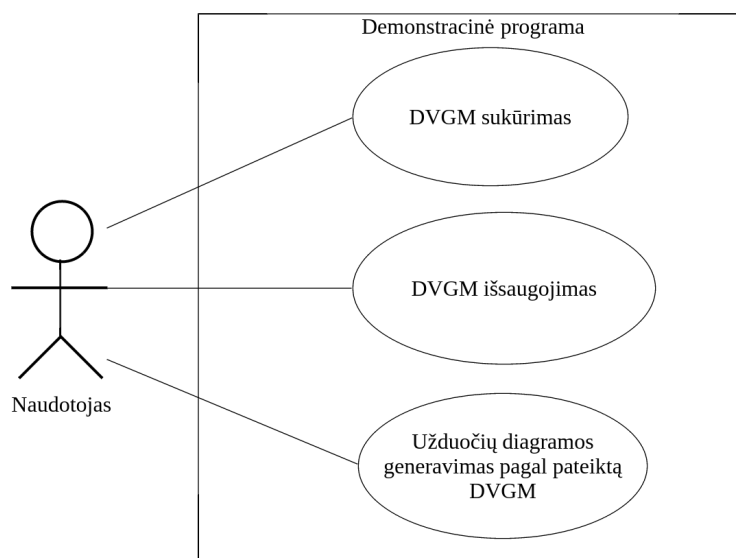 Demonstracinė programa
DVGM sukūrimas
DVGM išsaugojimas
Naudotojas
Užduočių diagramos
generavimas pagal pateiktą
DVGM